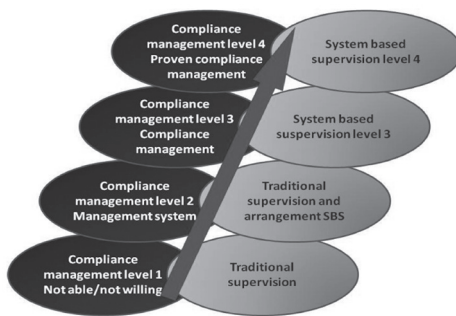 Compliance
management level 4
Proven compliance
management
System based
supervision level 4
Compliance
management level 3
Compliance
management
System based
suspervision level 3
Compliance
management level 2
Management system
Traditional
supervision and
arrangement SBS
Compliance
management level 1
Not able/not willing
Traditional
supervision